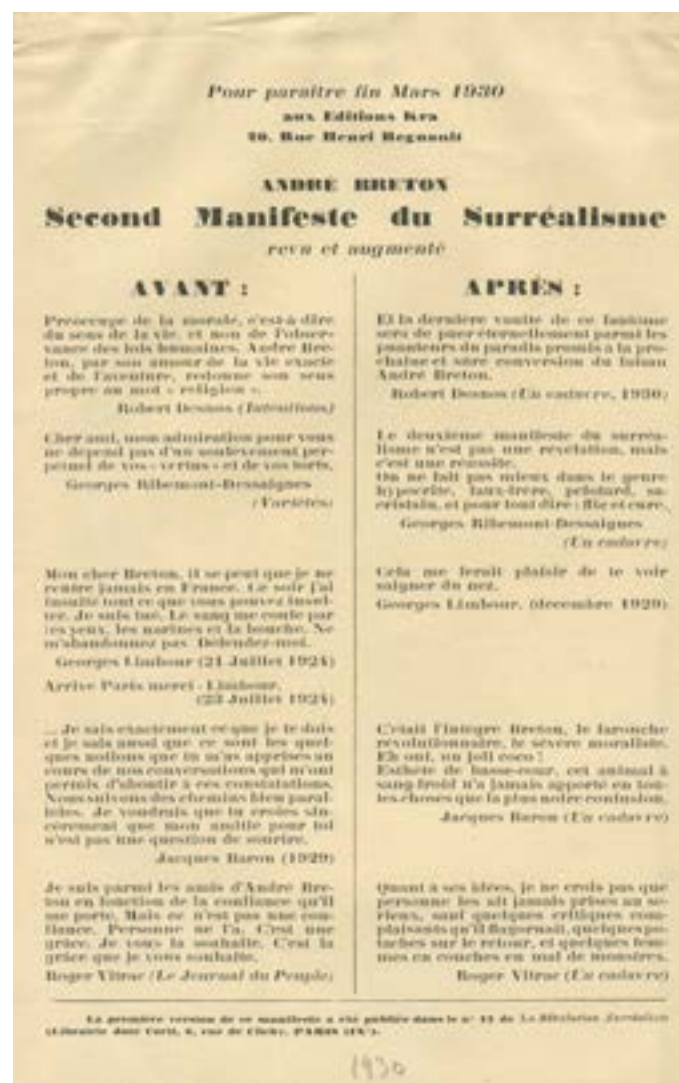 Pour paraître fin Mars 1930
aux Editions Kra
20, Rue Henri Regnault
ANDRÉ BRETON
Second Manifeste du Surréalisme
revu et augmenté
AVANT :
Préoccupé de la morale, c'est-à-dire
du sens de la vie, et non de l'obser-
vance des lois humaines, André Bre-
ton, par son amour de la vie exacte
et de l'aventure, redonne son sens
propre au mot « religion ».
Robert Desnos (Intentions)
Cher ami, mon admiration pour vous
ne dépend pas d'un soulèvement per-
pétuel de vos « vertus » et de vos torts.
Georges Ribemont-Dessaignes
(Variétés)
Mon cher Breton, il se peut que je ne
rentre jamais en France. Ce soir j'ai
insulté tout ce que vous pouvez insul-
ter. Je suis tué. Le sang me coule par
les yeux, les narines et la bouche. Ne
m'abandonnez pas. Défendez-moi.
Georges Limbour (21 Juillet 1924)
Arrive Paris merci - Limbour.
(23 Juillet 1924)
... Je sais exactement ce que je te dois
et je sais aussi que ce sont les quel-
ques notions que tu m'as apprises au
cours de nos conversations qui m'ont
permis d'aboutir à ces constatations.
Nous suivons des chemins bien paral-
lèles. Je voudrais que tu croies sin-
cèrement que mon amitié pour toi
n'est pas une question de sourire.
Jacques Baron (1929)
Je suis parmi les amis d'André Bre-
ton en fonction de la confiance qu'il
me porte. Mais ce n'est pas une con-
fiance. Personne ne l'a. C'est une
grâce. Je vous la souhaite. C'est la
grâce que je vous souhaite.
Roger Vitrac (Le Journal du Peuple)
APRÈS :
Et la dernière vanité de ce fantôme
sera de puer éternellement parmi les
puanteurs du paradis promis à la pro-
chaine et sûre conversion du faisan
André Breton.
Robert Desnos (Un cadavre, 1930)
Le deuxième manifeste du surréa-
lisme n'est pas une révélation, mais
c'est une réussite.
On ne fait pas mieux dans le genre
hypocrite, faux-frère, pelotard, sa-
cristain, et pour tout dire : flic et curé.
Georges Ribemont-Dessaignes
(Un cadavre)
Cela me ferait plaisir de te voir
saigner du nez.
Georges Limbour, (décembre 1929)
C'était l'intègre Breton, le farouche
révolutionnaire, le sévère moraliste.
Eh oui, un joli coco !
Esthète de basse-cour, cet animal à
sang froid n'a jamais apporté en tou-
tes choses que la plus noire confusion.
Jacques Baron (Un cadavre)
Quant à ses idées, je ne crois pas que
personne les ait jamais prises au sé-
rieux, sauf quelques critiques com-
plaisants qu'il flagornait, quelques po-
taches sur le retour, et quelques fem-
mes en couches en mal de monstres.
Roger Vitrac (Un cadavre)
La première version de ce manifeste a été publiée dans le n° 12 de La Révolution Surréaliste
(Librairie José Corti, 6, rue de Clichy, PARIS (IX°).
1930